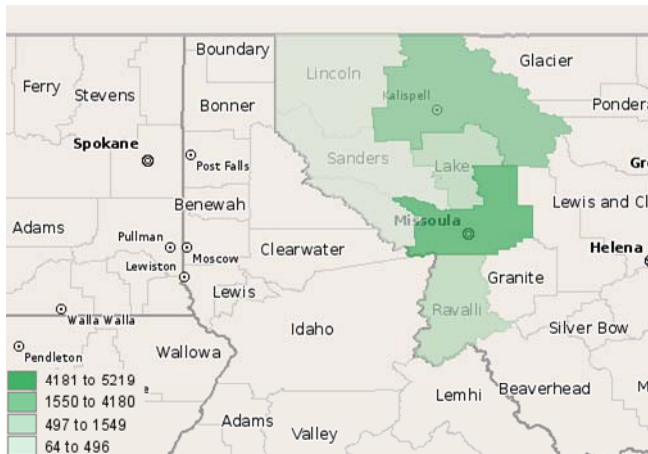 Boundary
Glacier
Lincoln
Ferry
Stevens
Kalispell
Bonner
Pondera
Spokane
Sanders
Lake
Gr
Post Falls
Benewah
Lewis and Cl
Adams
Missoula
Pullman
Clearwater
Helena
Moscow
Lewiston
Granite
Lewis
Ravalli
Walla Walla
Idaho
Silver Bow
Pendleton
Wallowa
4181 to 5219
Lemhi
Beaverhead
M
1550 to 4180
497 to 1549
Adams
Valley
64 to 496